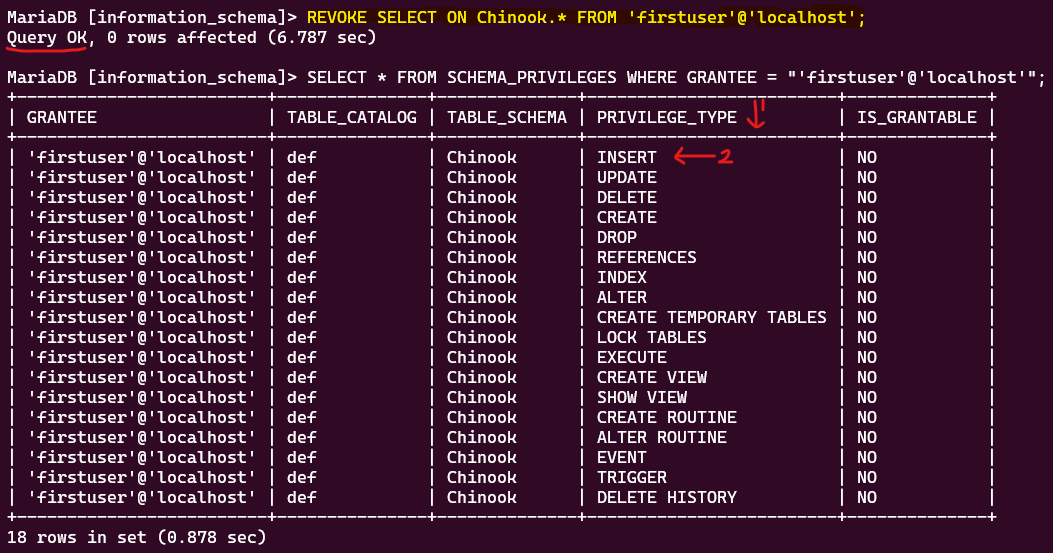 MariaDB [information_schema]> REVOKE SELECT ON Chinook.* FROM 'firstuser'@'localhost';
Query OK, 0 rows affected (6.787 sec)
MariaDB [information_schema]> SELECT * FROM SCHEMA_PRIVILEGES WHERE GRANTEE = "'firstuser'@'localhost'";
+--------------------------+---------------+--------------+-------------------------+--------------+
| GRANTEE | TABLE_CATALOG | TABLE_SCHEMA | PRIVILEGE_TYPE ↓1 | IS_GRANTABLE |
+--------------------------+---------------+--------------+-------------------------+--------------+
| 'firstuser'@'localhost' | def | Chinook | INSERT ←2 | NO |
| 'firstuser'@'localhost' | def | Chinook | UPDATE | NO |
| 'firstuser'@'localhost' | def | Chinook | DELETE | NO |
| 'firstuser'@'localhost' | def | Chinook | CREATE | NO |
| 'firstuser'@'localhost' | def | Chinook | DROP | NO |
| 'firstuser'@'localhost' | def | Chinook | REFERENCES | NO |
| 'firstuser'@'localhost' | def | Chinook | INDEX | NO |
| 'firstuser'@'localhost' | def | Chinook | ALTER | NO |
| 'firstuser'@'localhost' | def | Chinook | CREATE TEMPORARY TABLES | NO |
| 'firstuser'@'localhost' | def | Chinook | LOCK TABLES | NO |
| 'firstuser'@'localhost' | def | Chinook | EXECUTE | NO |
| 'firstuser'@'localhost' | def | Chinook | CREATE VIEW | NO |
| 'firstuser'@'localhost' | def | Chinook | SHOW VIEW | NO |
| 'firstuser'@'localhost' | def | Chinook | CREATE ROUTINE | NO |
| 'firstuser'@'localhost' | def | Chinook | ALTER ROUTINE | NO |
| 'firstuser'@'localhost' | def | Chinook | EVENT | NO |
| 'firstuser'@'localhost' | def | Chinook | TRIGGER | NO |
| 'firstuser'@'localhost' | def | Chinook | DELETE HISTORY | NO |
+--------------------------+---------------+--------------+-------------------------+--------------+
18 rows in set (0.878 sec)